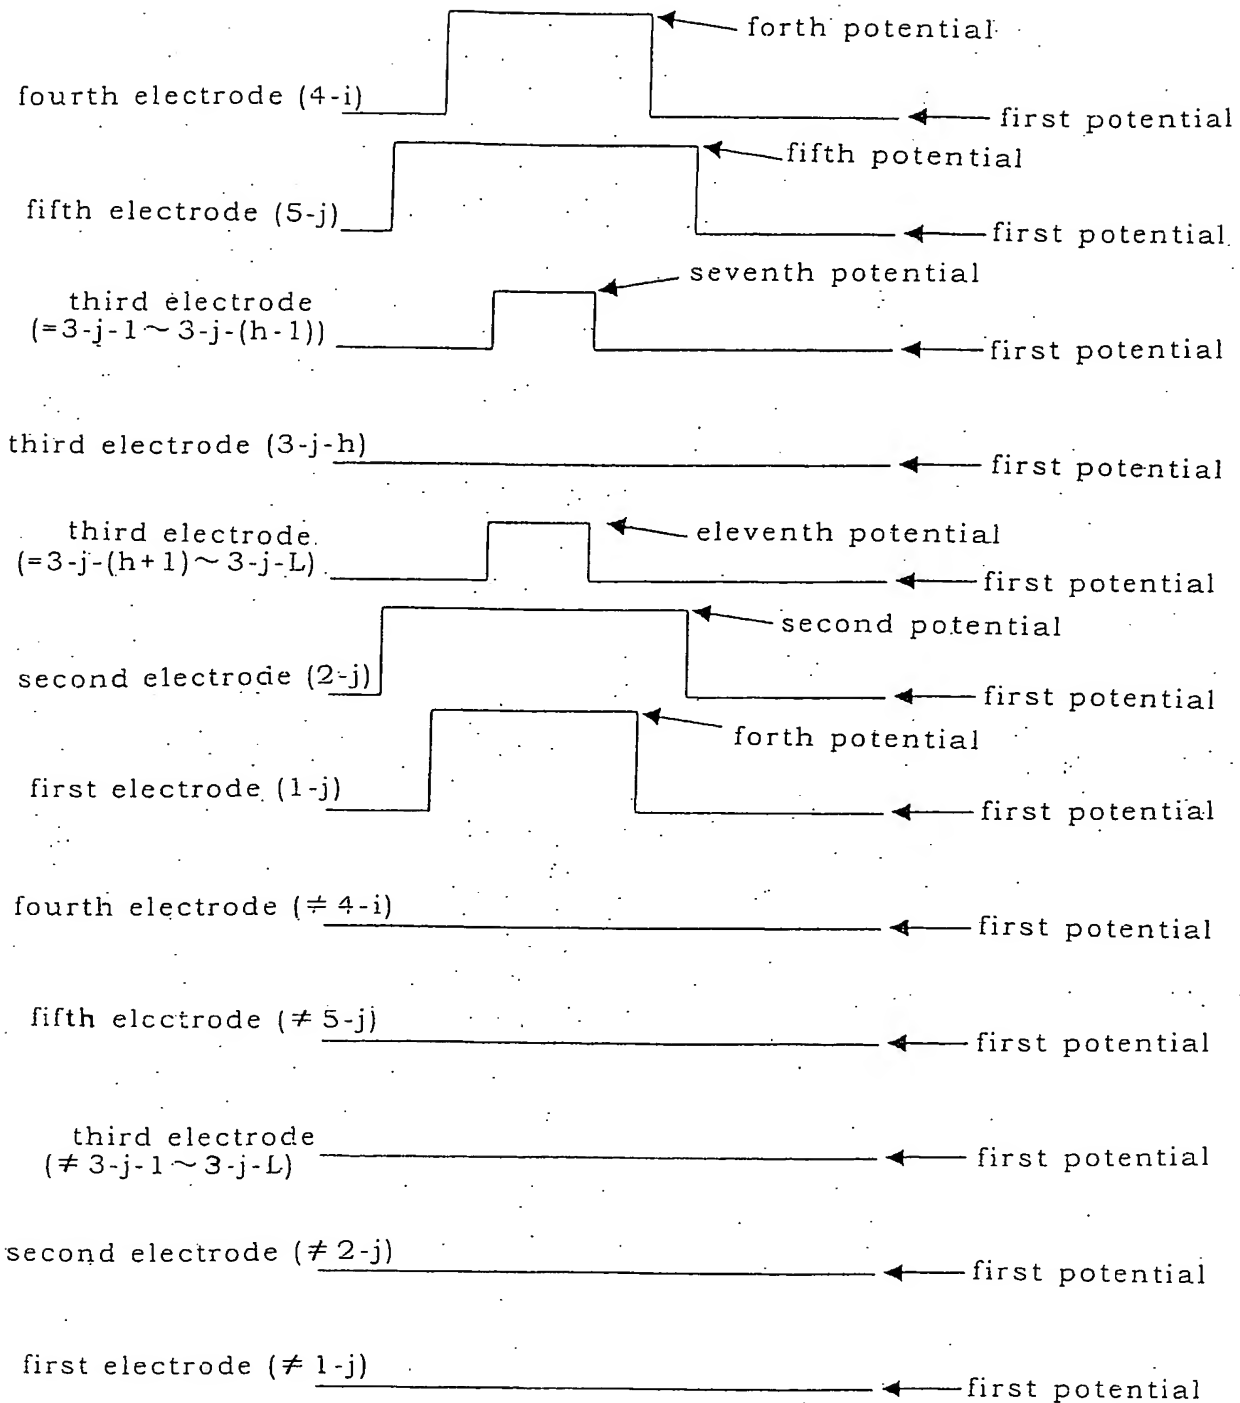 forth potential
fourth electrode (4-i)
first potential
fifth potential
fifth electrode (5-j)
first potential
seventh potential
third electrode
(=3-j-1～3-j-(h-1))
first potential
third electrode (3-j-h)
first potential
third electrode
(=3-j-(h+1)～3-j-L)
eleventh potential
first potential
second potential
second electrode (2-j)
first potential
forth potential
first electrode (1-j)
first potential
fourth electrode (≠ 4-i)
first potential
fifth elcctrode (≠ 5-j)
first potential
third electrode
(≠ 3-j-1～3-j-L)
first potential
second electrode (≠ 2-j)
first potential
first electrode (≠ 1-j)
first potential